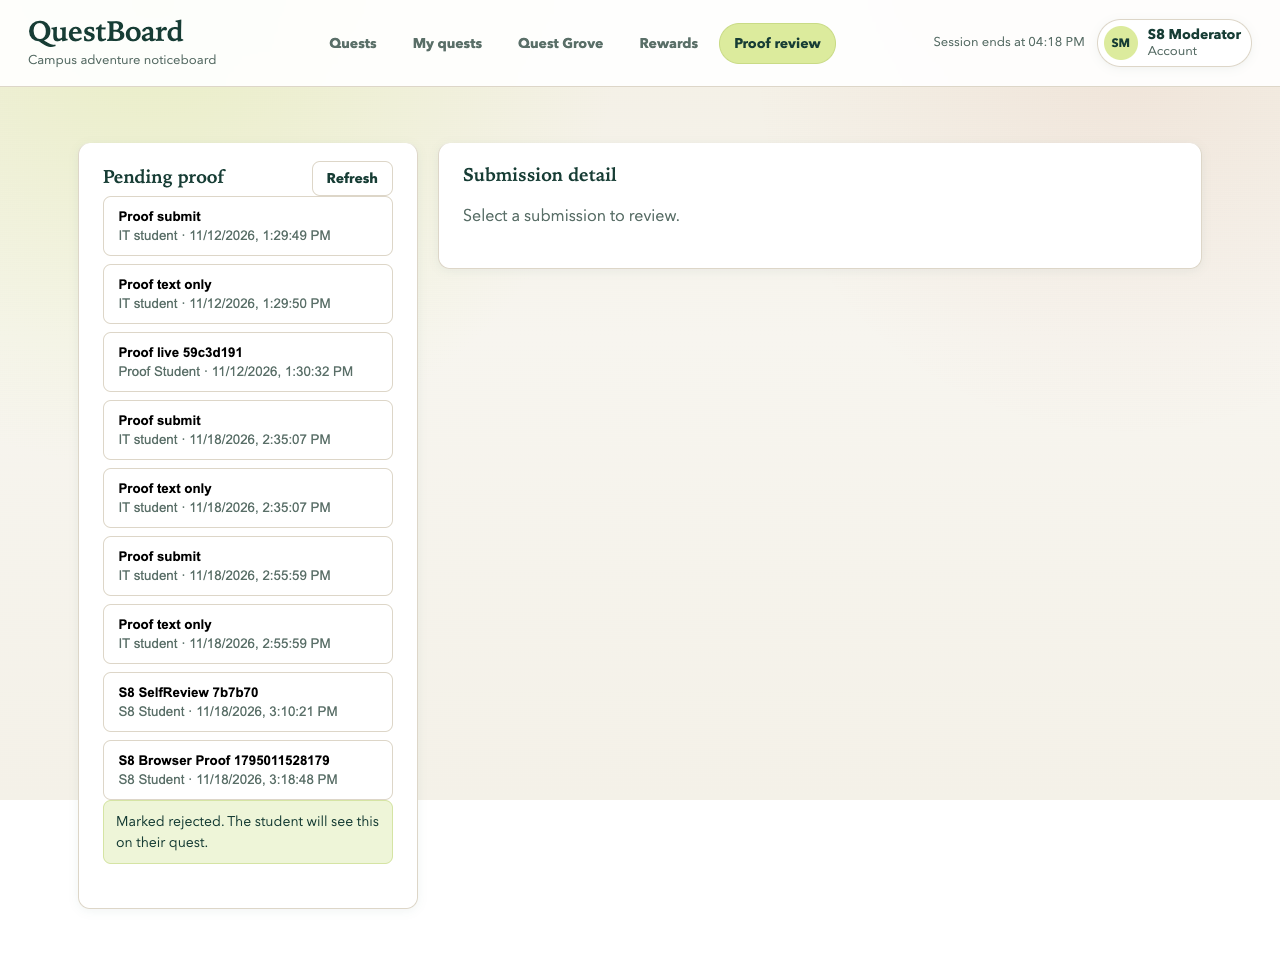 QuestBoard
Campus adventure noticeboard
Quests
My quests
Quest Grove
Rewards
Proof review
Session ends at 04:18 PM
SM
S8 Moderator
Account
Pending proof
Refresh
Proof submit
IT student · 11/12/2026, 1:29:49 PM
Proof text only
IT student · 11/12/2026, 1:29:50 PM
Proof live 59c3d191
Proof Student · 11/12/2026, 1:30:32 PM
Proof submit
IT student · 11/18/2026, 2:35:07 PM
Proof text only
IT student · 11/18/2026, 2:35:07 PM
Proof submit
IT student · 11/18/2026, 2:55:59 PM
Proof text only
IT student · 11/18/2026, 2:55:59 PM
S8 SelfReview 7b7b70
S8 Student · 11/18/2026, 3:10:21 PM
S8 Browser Proof 1795011528179
S8 Student · 11/18/2026, 3:18:48 PM
Marked rejected. The student will see this
on their quest.
Submission detail
Select a submission to review.